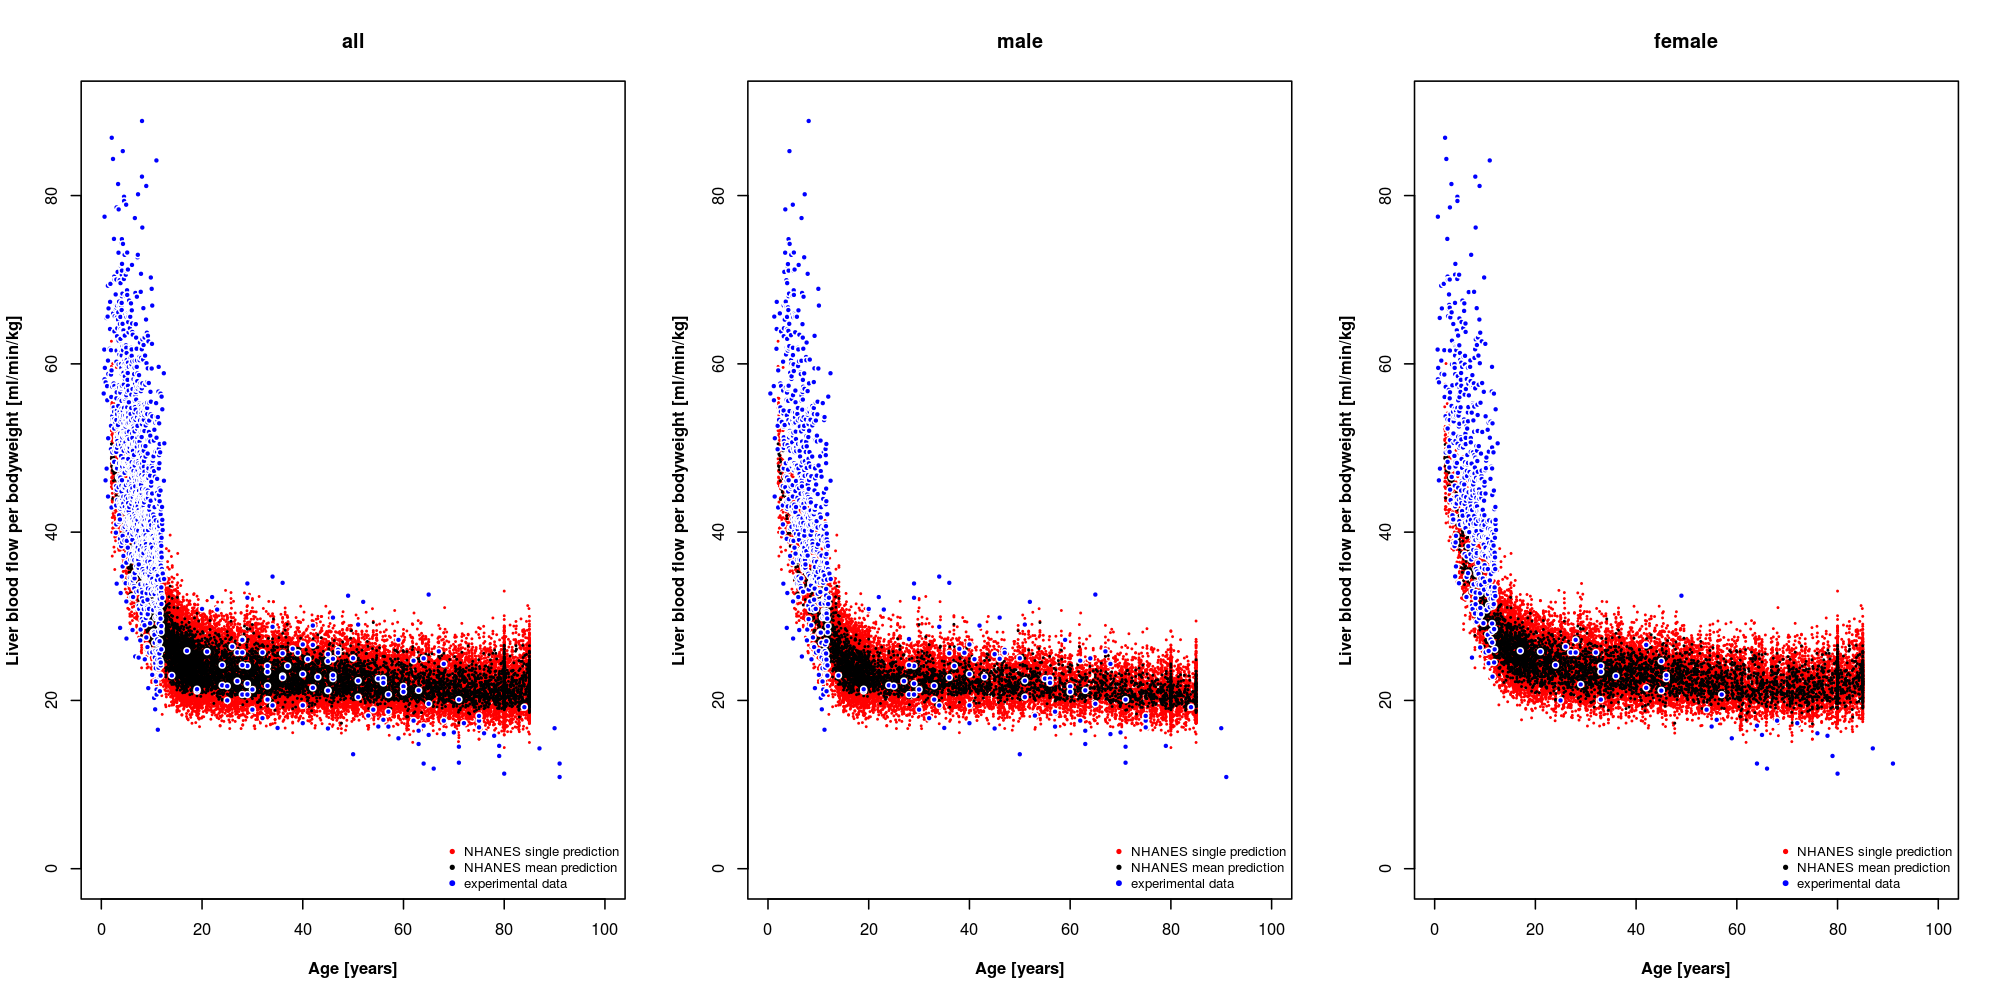 all
Liver blood flow per bodyweight [ml/min/kg]
80
60
40
20
0
0 20 40 60 80 100
Age [years]
NHANES single prediction
NHANES mean prediction
experimental data
male
Liver blood flow per bodyweight [ml/min/kg]
80
60
40
20
0
0 20 40 60 80 100
Age [years]
NHANES single prediction
NHANES mean prediction
experimental data
female
Liver blood flow per bodyweight [ml/min/kg]
80
60
40
20
0
0 20 40 60 80 100
Age [years]
NHANES single prediction
NHANES mean prediction
experimental data